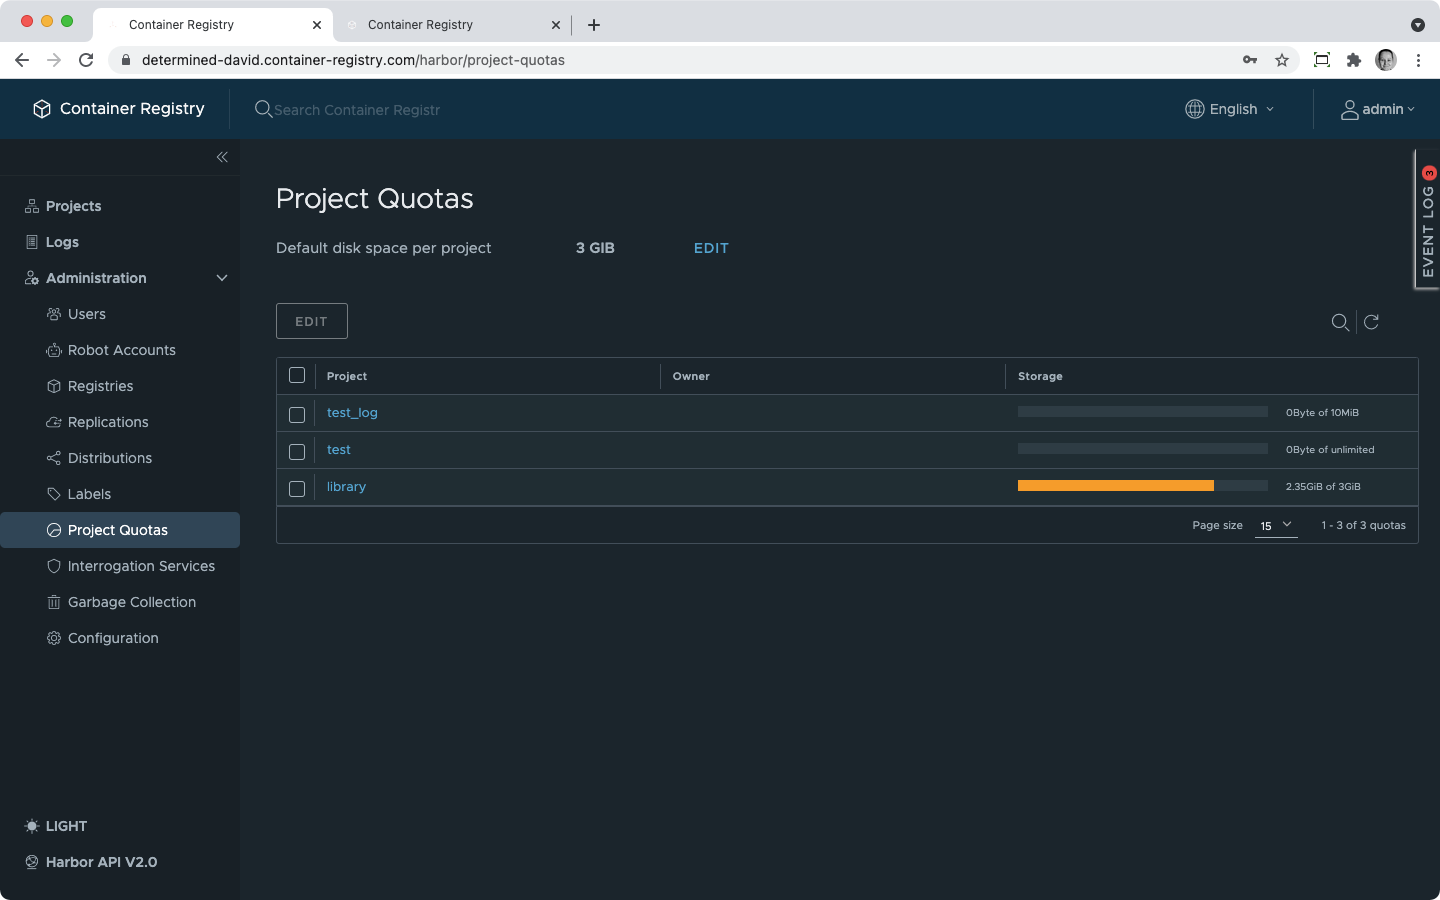 Container Registry
Container Registry
determined-david.container-registry.com/harbor/project-quotas
Container Registry
Search Container Registr
English
admin
EVENT LOG 3
Projects
Logs
Administration
Users
Robot Accounts
Registries
Replications
Distributions
Labels
Project Quotas
Interrogation Services
Garbage Collection
Configuration
LIGHT
Harbor API V2.0
Project Quotas
Default disk space per project 3 GIB EDIT
EDIT
Project Owner Storage
test_log 0Byte of 10MiB
test 0Byte of unlimited
library 2.35GiB of 3GiB
Page size 15 1 - 3 of 3 quotas